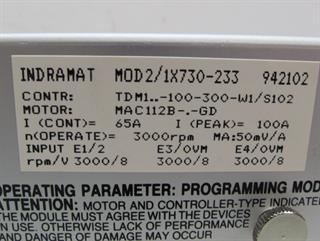 INDRAMAT MOD2/1X730-233 942102
CONTR: TDM1..-100-300-W1/S102
MOTOR: MAC112B-.-GD
I (CONT)= 65A I (PEAK)= 100A
n(OPERATE)= 3000rpm MA:50mV/A
INPUT E1/2 E3/0VM E4/0VM
rpm/V 3000/8 3000/8 3000/8
OPERATING PARAMETER: PROGRAMMING MOD
ATTENTION: MOTOR AND CONTROLLER-TYPE INDICATED
THE MODULE MUST AGREE WITH THE DEVICES
IN USE OTHERWISE LACK OF PERFORMANCE
AND DANGER OF DAMAGE MAY OCCUR